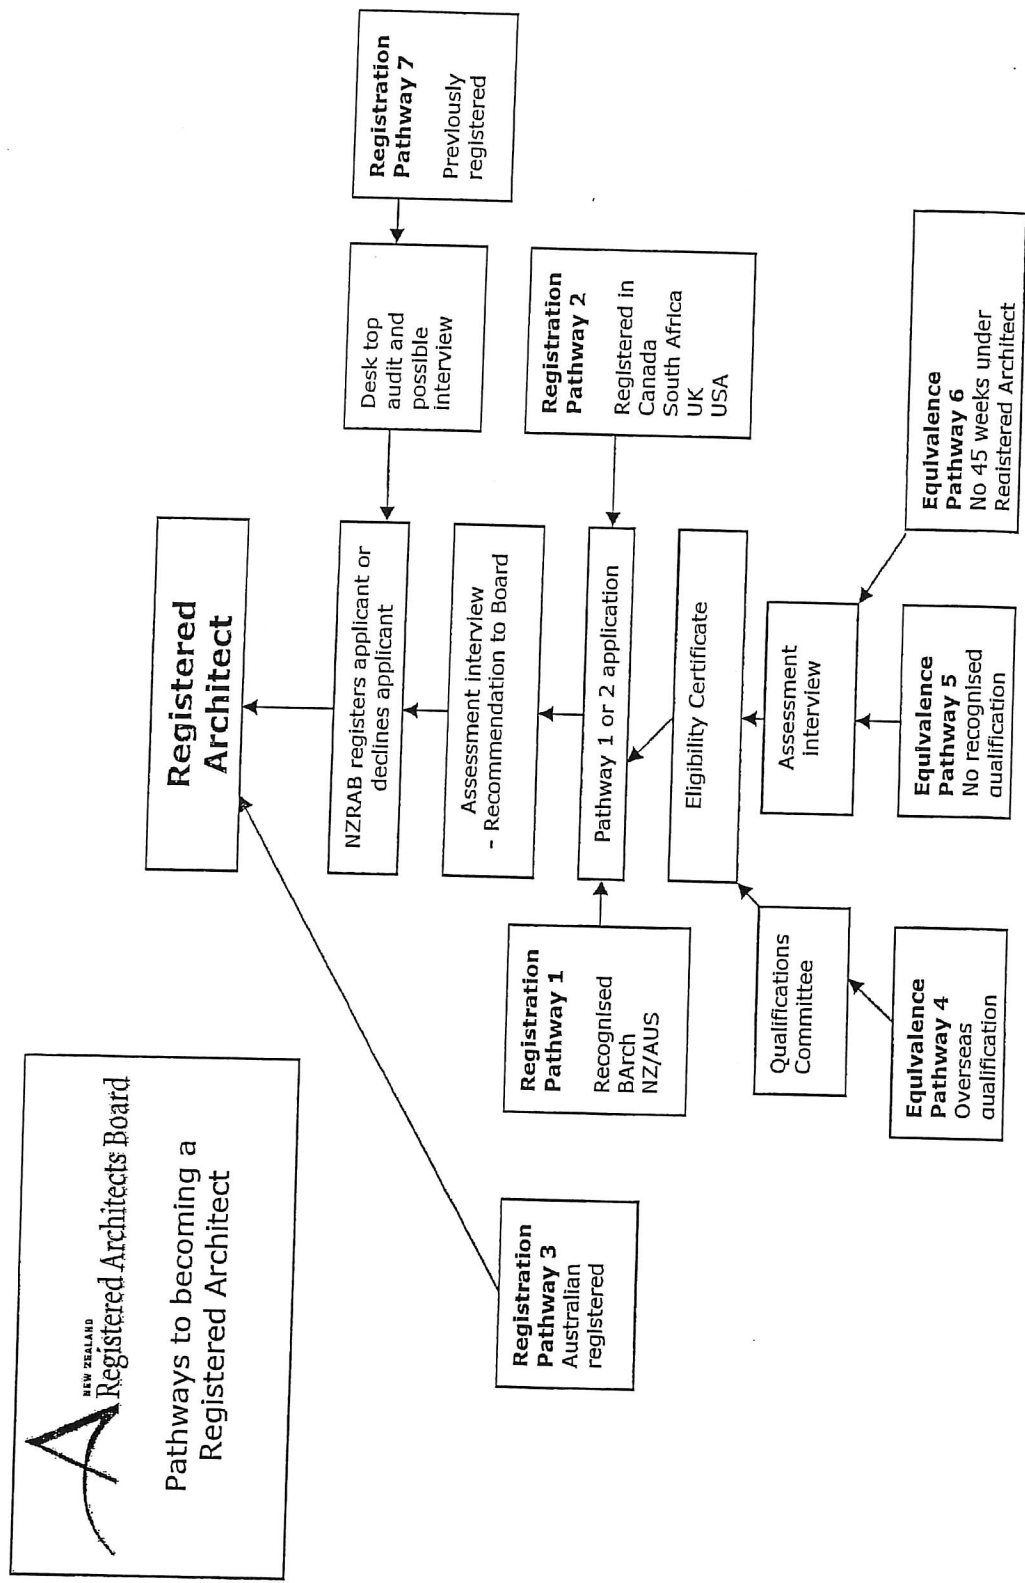 NEW ZEALAND
Registered Architects Board
Pathways to becoming a
Registered Architect
Registered
Architect
NZRAB registers applicant or
declines applicant
Desk top
audit and
possible
interview
Registration
Pathway 7
Previously
registered
Assessment interview
- Recommendation to Board
Pathway 1 or 2 application
Registration
Pathway 2
Registered in
Canada
South Africa
UK
USA
Registration
Pathway 1
Recognised
BArch
NZ/AUS
Registration
Pathway 3
Australian
registered
Eligibility Certificate
Qualifications
Committee
Assessment
interview
Equivalence
Pathway 4
Overseas
qualification
Equivalence
Pathway 5
No recognised
qualification
Equivalence
Pathway 6
No 45 weeks under
Registered Architect